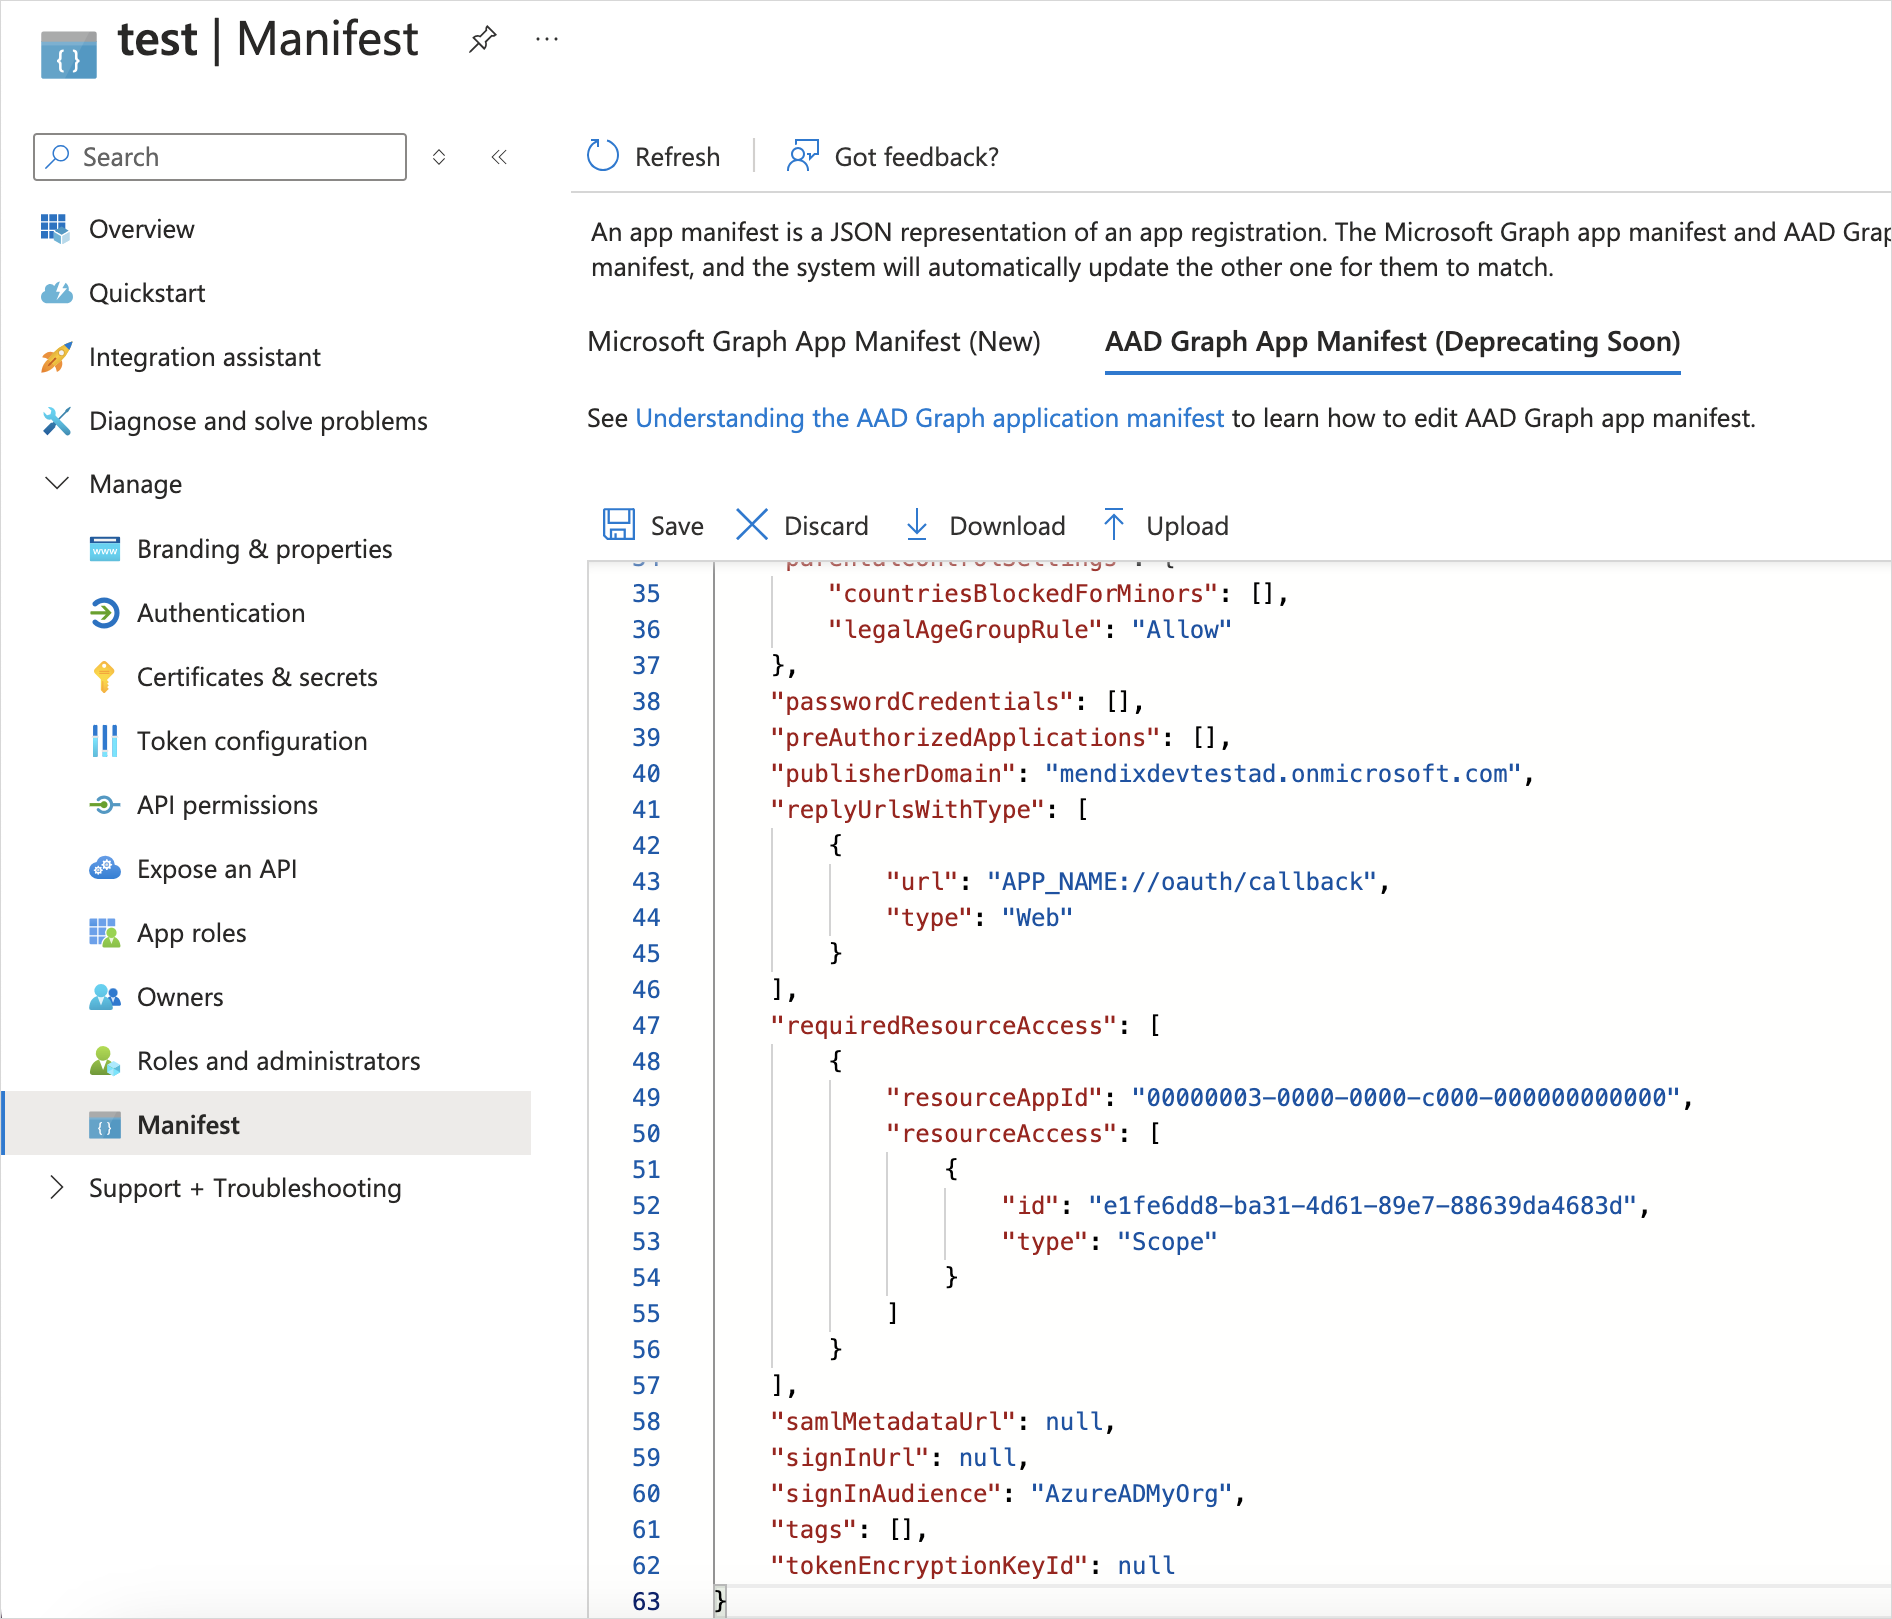 test | Manifest
Search
Overview
Quickstart
Integration assistant
Diagnose and solve problems
Manage
www
Branding & properties
Authentication
Certificates & secrets
Token configuration
API permissions
Expose an API
App roles
Owners
Roles and administrators
Manifest
Support + Troubleshooting
Refresh
Got feedback?
An app manifest is a JSON representation of an app registration. The Microsoft Graph app manifest and AAD Grap
manifest, and the system will automatically update the other one for them to match.
Microsoft Graph App Manifest (New)
AAD Graph App Manifest (Deprecating Soon)
See Understanding the AAD Graph application manifest to learn how to edit AAD Graph app manifest.
Save
Discard
Download
Upload
34 "parentalControlSettings": {
35 "countriesBlockedForMinors": [],
36 "legalAgeGroupRule": "Allow"
37 },
38 "passwordCredentials": [],
39 "preAuthorizedApplications": [],
40 "publisherDomain": "mendixdevtestad.onmicrosoft.com",
41 "replyUrlsWithType": [
42 {
43 "url": "APP_NAME://oauth/callback",
44 "type": "Web"
45 }
46 ],
47 "requiredResourceAccess": [
48 {
49 "resourceAppId": "00000003-0000-0000-c000-000000000000",
50 "resourceAccess": [
51 {
52 "id": "e1fe6dd8-ba31-4d61-89e7-88639da4683d",
53 "type": "Scope"
54 }
55 ]
56 }
57 ],
58 "samlMetadataUrl": null,
59 "signInUrl": null,
60 "signInAudience": "AzureADMyOrg",
61 "tags": [],
62 "tokenEncryptionKeyId": null
63 }